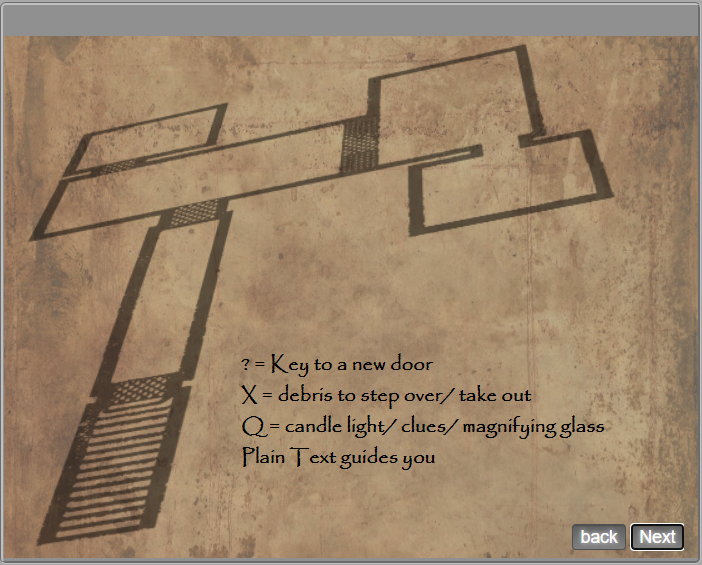 ? = Key to a new door
X = debris to step over/ take out
Q = candle light/ clues/ magnifying glass
Plain Text guides you
back Next